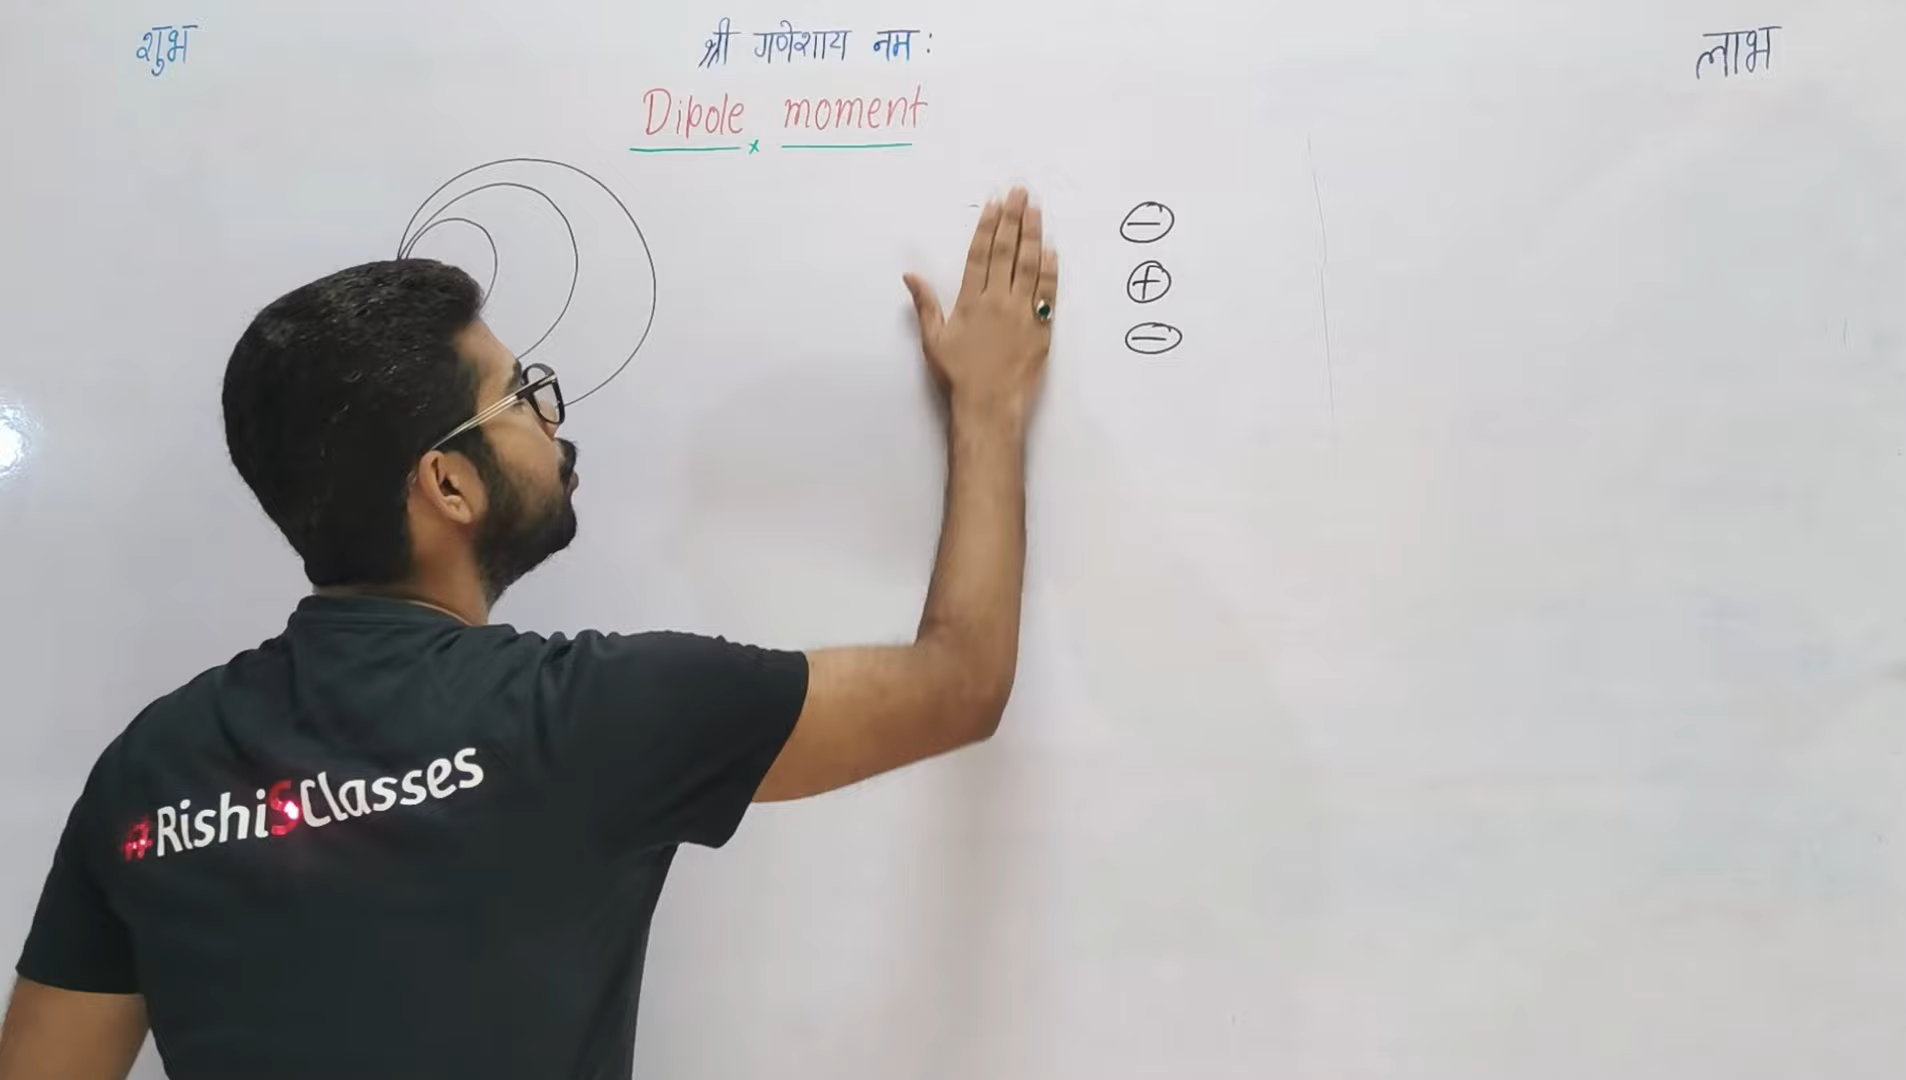 शुभ
श्री गणेशाय नम:
लाभ
Dipole moment
−
+
−
#RishiSClasses